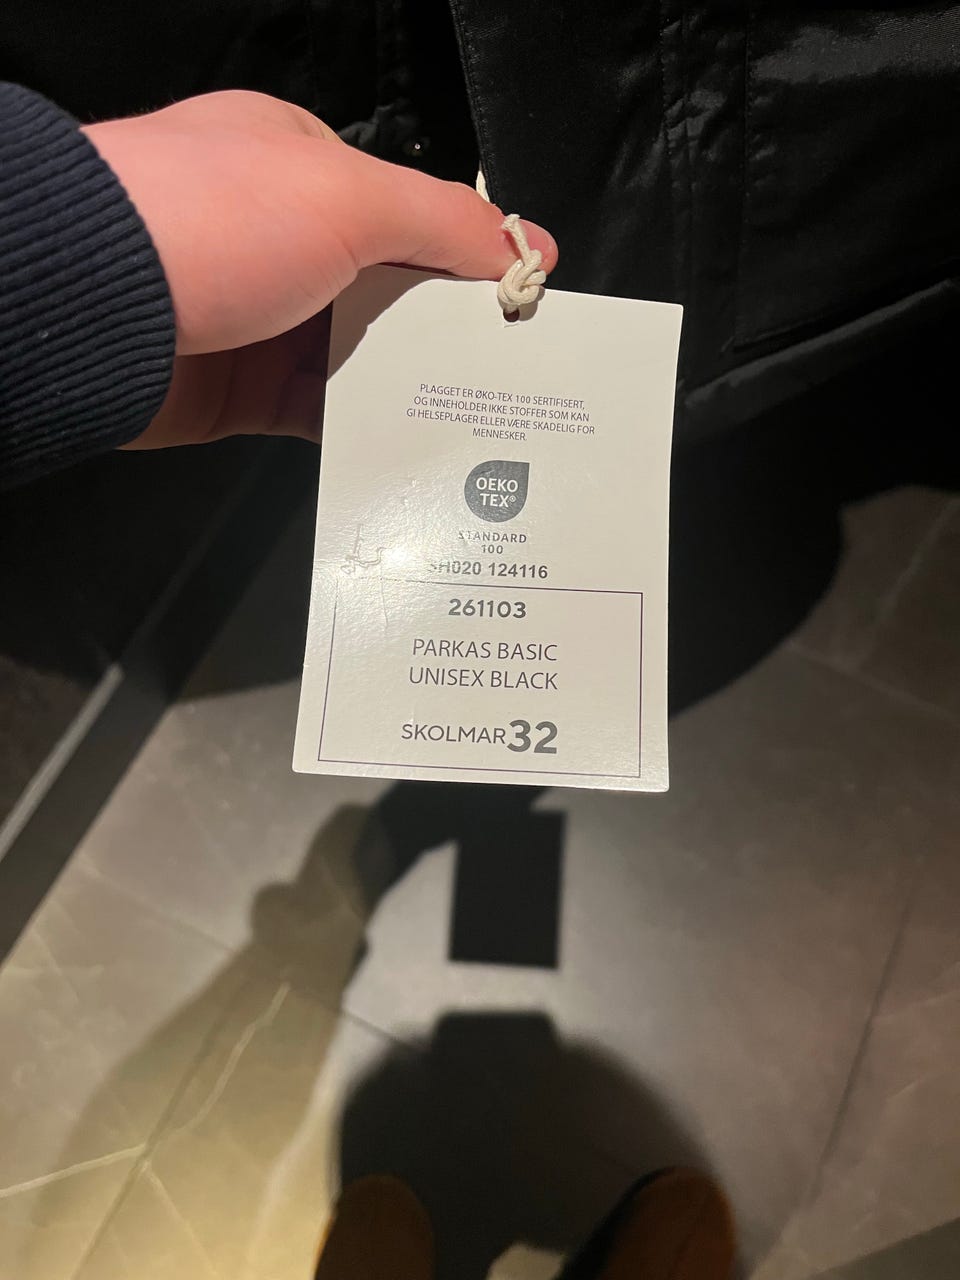 PLAGGET ER ØKO-TEX 100 SERTIFISERT,
OG INNEHOLDER IKKE STOFFER SOM KAN
GI HELSEPLAGER ELLER VÆRE SKADELIG FOR
MENNESKER.
OEKO
TEX®
STANDARD
100
SH020 124116
261103
PARKAS BASIC
UNISEX BLACK
SKOLMAR32